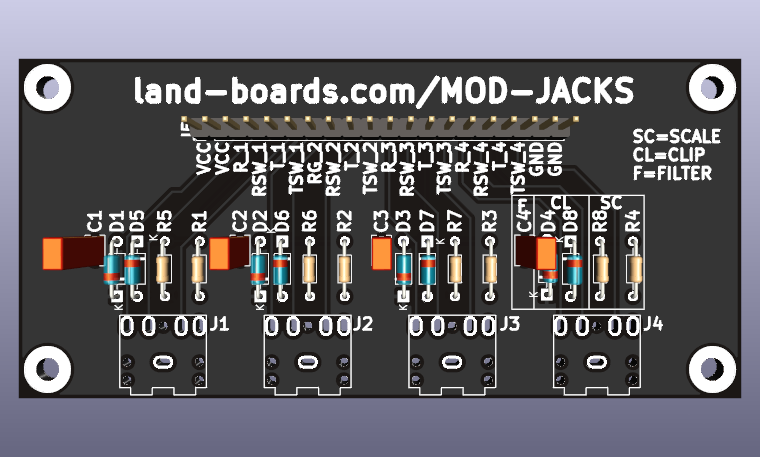 land-boards.com/MOD-JACKS
SC=SCALE
CL=CLIP
F=FILTER
VCC
VCC
R_1
RSW_1
T_1
TSW_1
RG_2
RSW_2
T_2
TSW_2
R_3
RSW_3
T_3
TSW_3
R_4
RSW_4
T_4
TSW_4
GND
GND
F CL SC
C1 D1 D5 R5 R1 C2 D2 D6 R6 R2 C3 D3 D7 R7 R3 C4 D4 D8 R8 R4
K K K K
K K K K
J1 J2 J3 J4